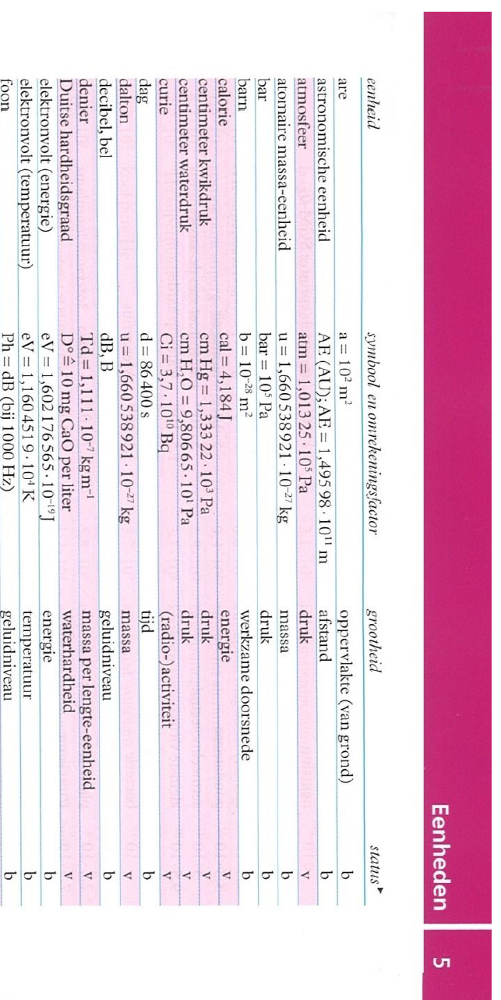 Eenheden 5
eenheid symbool en omrekeningsfactor grootheid status ▸
are a = 10² m² oppervlakte (van grond) b
astronomische eenheid AE (AU); AE = 1,495 98 · 10¹¹ m afstand b
atmosfeer atm = 1,013 25 · 10⁵ Pa druk v
atomaire massa-eenheid u = 1,660 538 921 · 10⁻²⁷ kg massa b
bar bar = 10⁵ Pa druk b
barn b = 10⁻²⁸ m² werkzame doorsnede b
calorie cal = 4,184 J energie v
centimeter kwikdruk cm Hg = 1,333 22 · 10³ Pa druk v
centimeter waterdruk cm H₂O = 9,806 65 · 10¹ Pa druk v
curie Ci = 3,7 · 10¹⁰ Bq (radio-)activiteit v
dag d = 86 400 s tijd b
dalton u = 1,660 538 921 · 10⁻²⁷ kg massa v
decibel, bel dB, B geluidniveau b
denier Td = 1,111 · 10⁻⁷ kg m⁻¹ massa per lengte-eenheid v
Duitse hardheidsgraad D° ≙ 10 mg CaO per liter waterhardheid v
elektronvolt (energie) eV = 1,602 176 565 · 10⁻¹⁹ J energie b
elektronvolt (temperatuur) eV = 1,160 4519 · 10⁴ K temperatuur b
foon Ph = dB (bij 1000 Hz) geluidniveau b